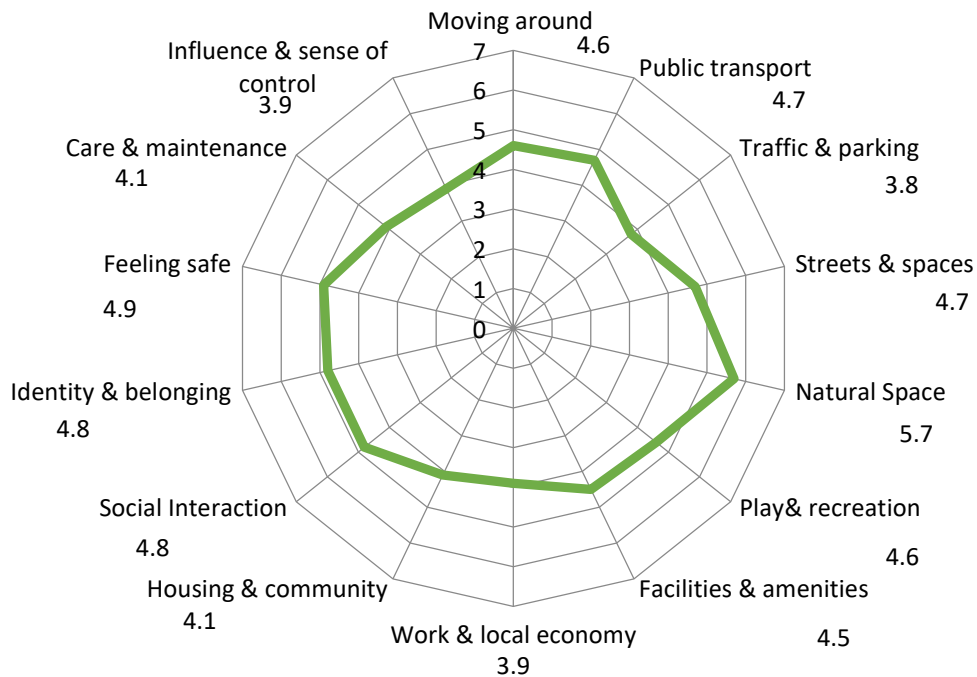 Moving around
4.6
Public transport
4.7
Traffic & parking
3.8
Streets & spaces
4.7
Natural Space
5.7
Play& recreation
4.6
Facilities & amenities
4.5
Work & local economy
3.9
Housing & community
4.1
Social Interaction
4.8
Identity & belonging
4.8
Feeling safe
4.9
Care & maintenance
4.1
Influence & sense of
control
3.9
7
6
5
4
3
2
1
0